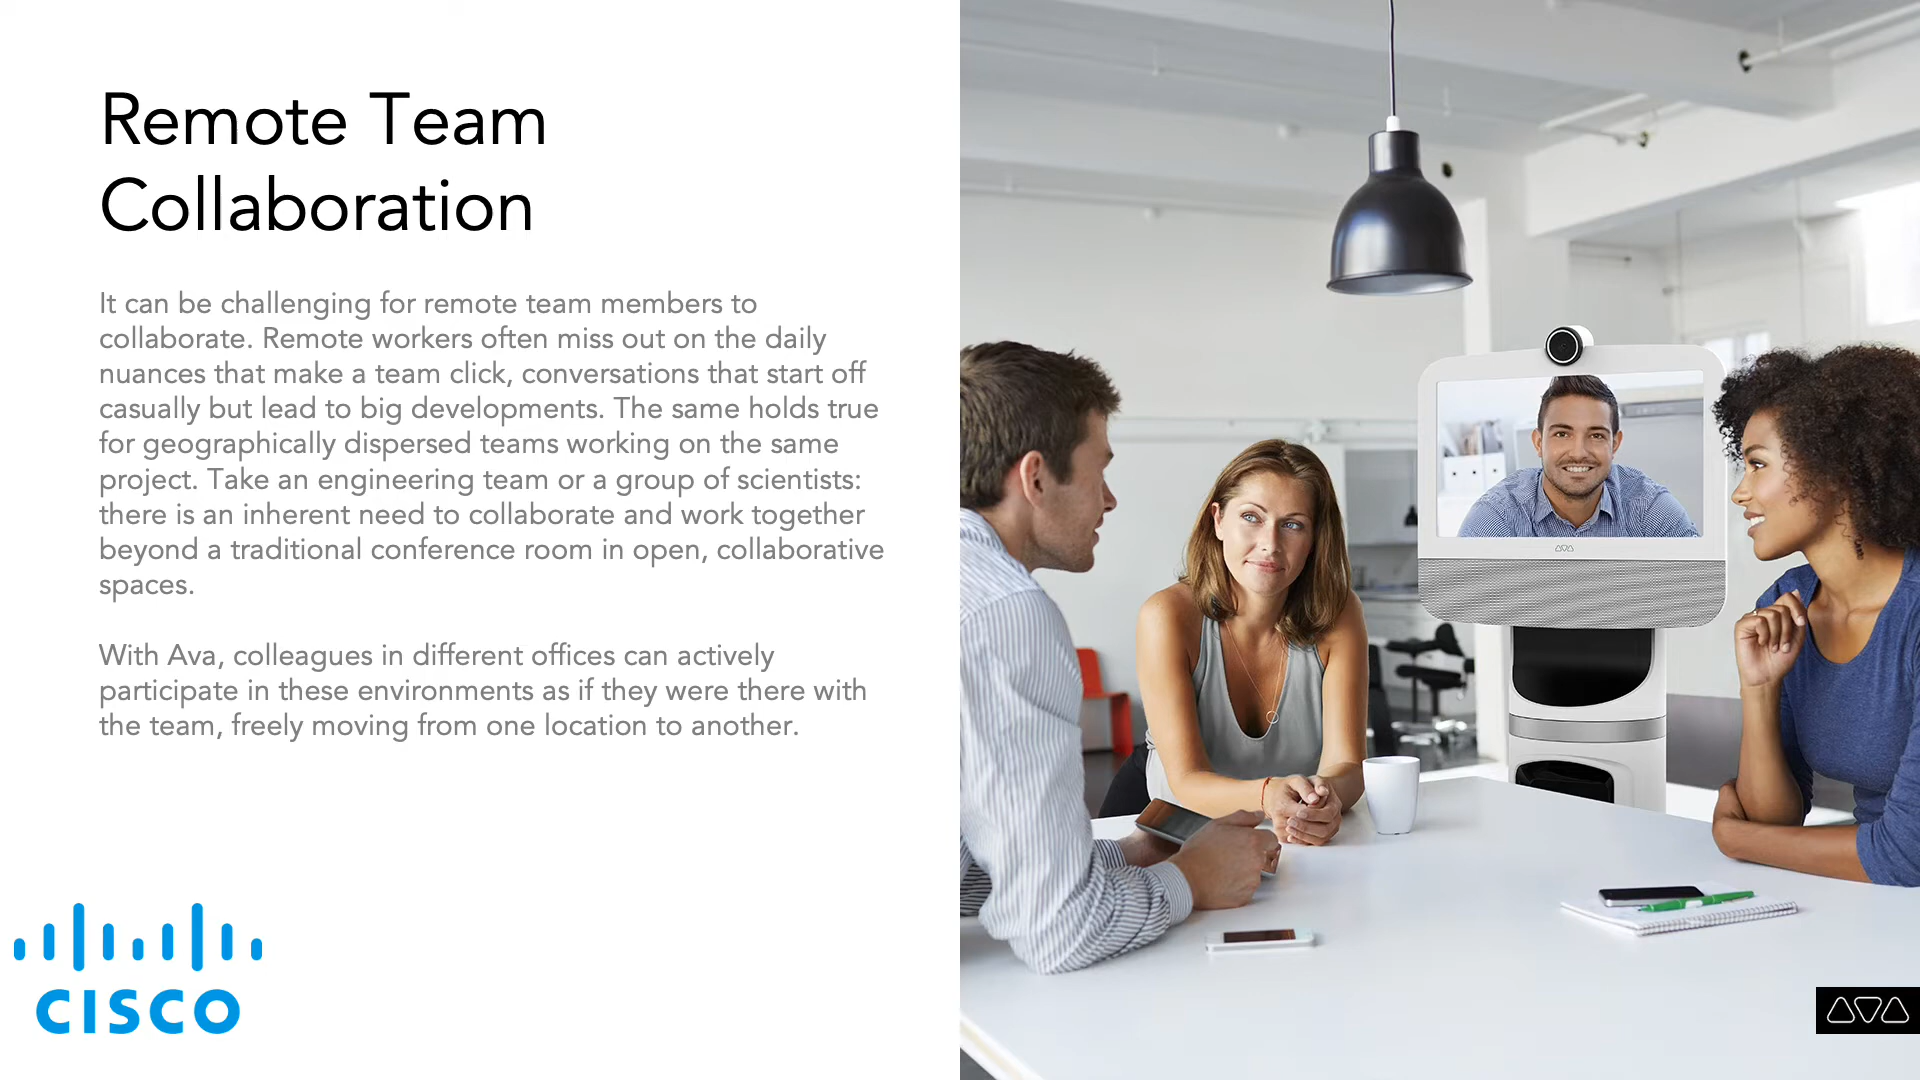 Remote Team
Collaboration
It can be challenging for remote team members to
collaborate. Remote workers often miss out on the daily
nuances that make a team click, conversations that start off
casually but lead to big developments. The same holds true
for geographically dispersed teams working on the same
project. Take an engineering team or a group of scientists:
there is an inherent need to collaborate and work together
beyond a traditional conference room in open, collaborative
spaces.
With Ava, colleagues in different offices can actively
participate in these environments as if they were there with
the team, freely moving from one location to another.
CISCO
AVA
AVA